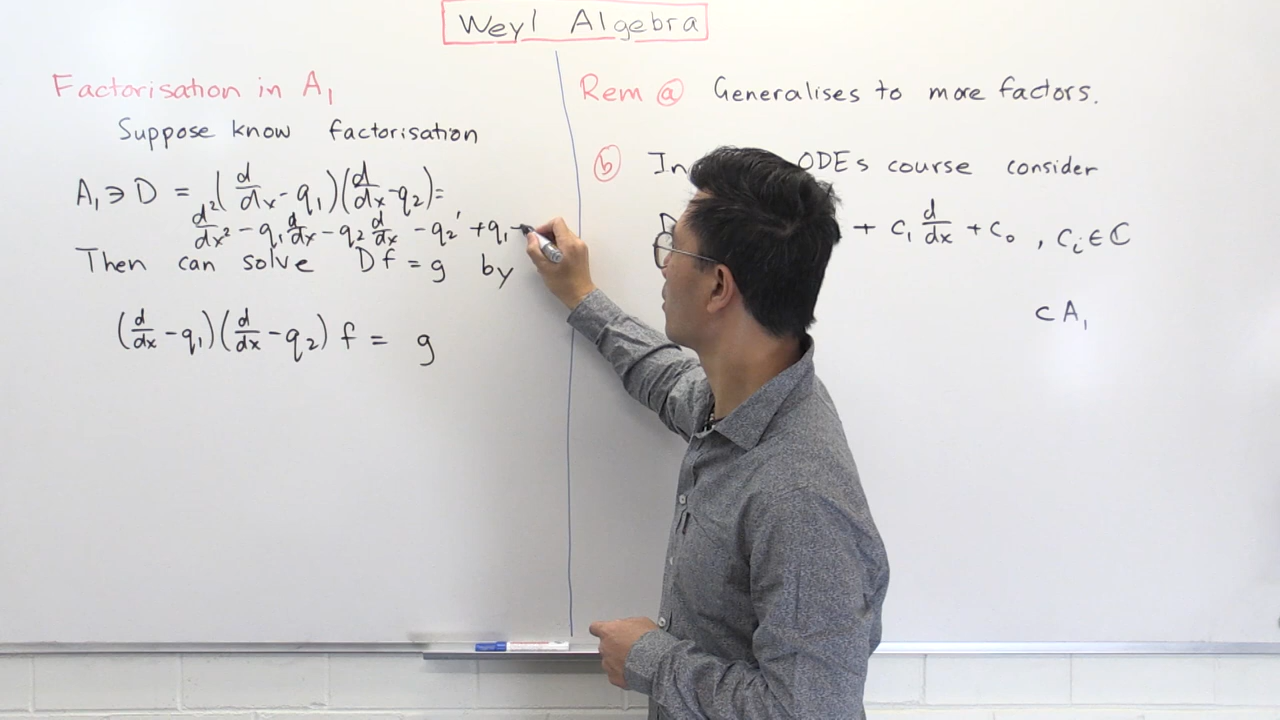 Weyl Algebra
Factorisation in A₁
Suppose know factorisation
A₁ ∋ D = (d/dx - q₁)(d/dx - q₂) =
d²/dx² - q₁ d/dx - q₂ d/dx - q₂' + q₁
Then can solve Df = g by
(d/dx - q₁)(d/dx - q₂) f = g
Rem ⓐ Generalises to more factors.
ⓑ ODEs course consider
+ c₁ d/dx + c₀ , cᵢ ∈ ℂ
⊂ A₁